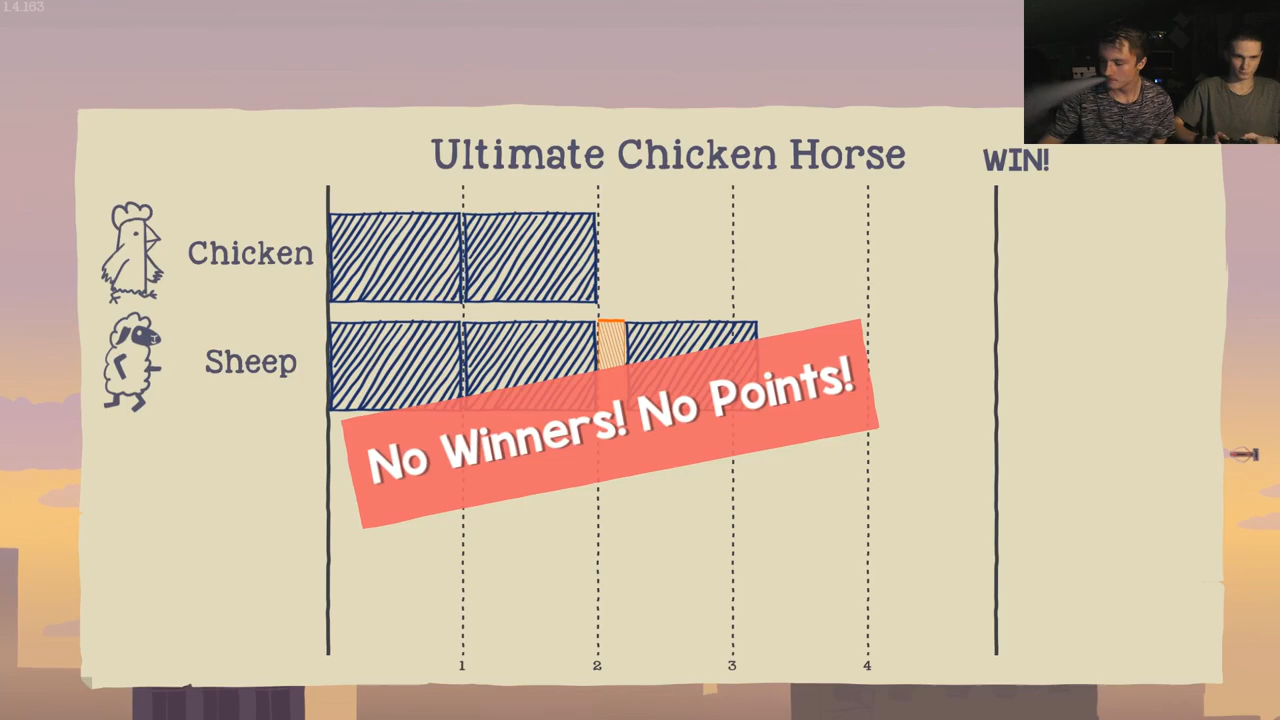 1.4.163
Ultimate Chicken Horse
WIN!
Chicken
Sheep
No Winners! No Points!
1 2 3 4